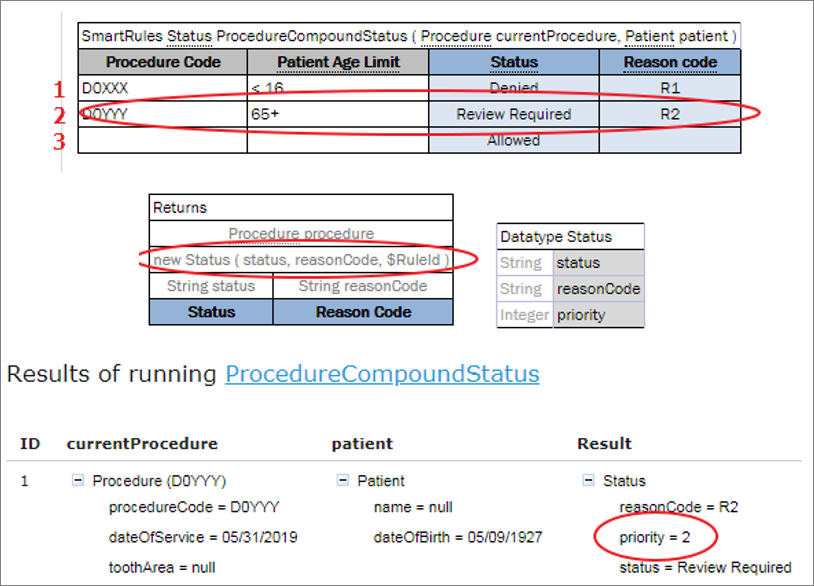 SmartRules Status ProcedureCompoundStatus ( Procedure currentProcedure, Patient patient )
Procedure Code Patient Age Limit Status Reason code
1 D0XXX < 16 Denied R1
2 D0YYY 65+ Review Required R2
3 Allowed
Returns
Procedure procedure
new Status ( status, reasonCode, $RuleId )
String status String reasonCode
Status Reason Code
Datatype Status
String status
String reasonCode
Integer priority
Results of running ProcedureCompoundStatus
ID currentProcedure patient Result
1 Procedure (D0YYY) Patient Status
procedureCode = D0YYY name = null reasonCode = R2
dateOfService = 05/31/2019 dateOfBirth = 05/09/1927 priority = 2
toothArea = null status = Review Required